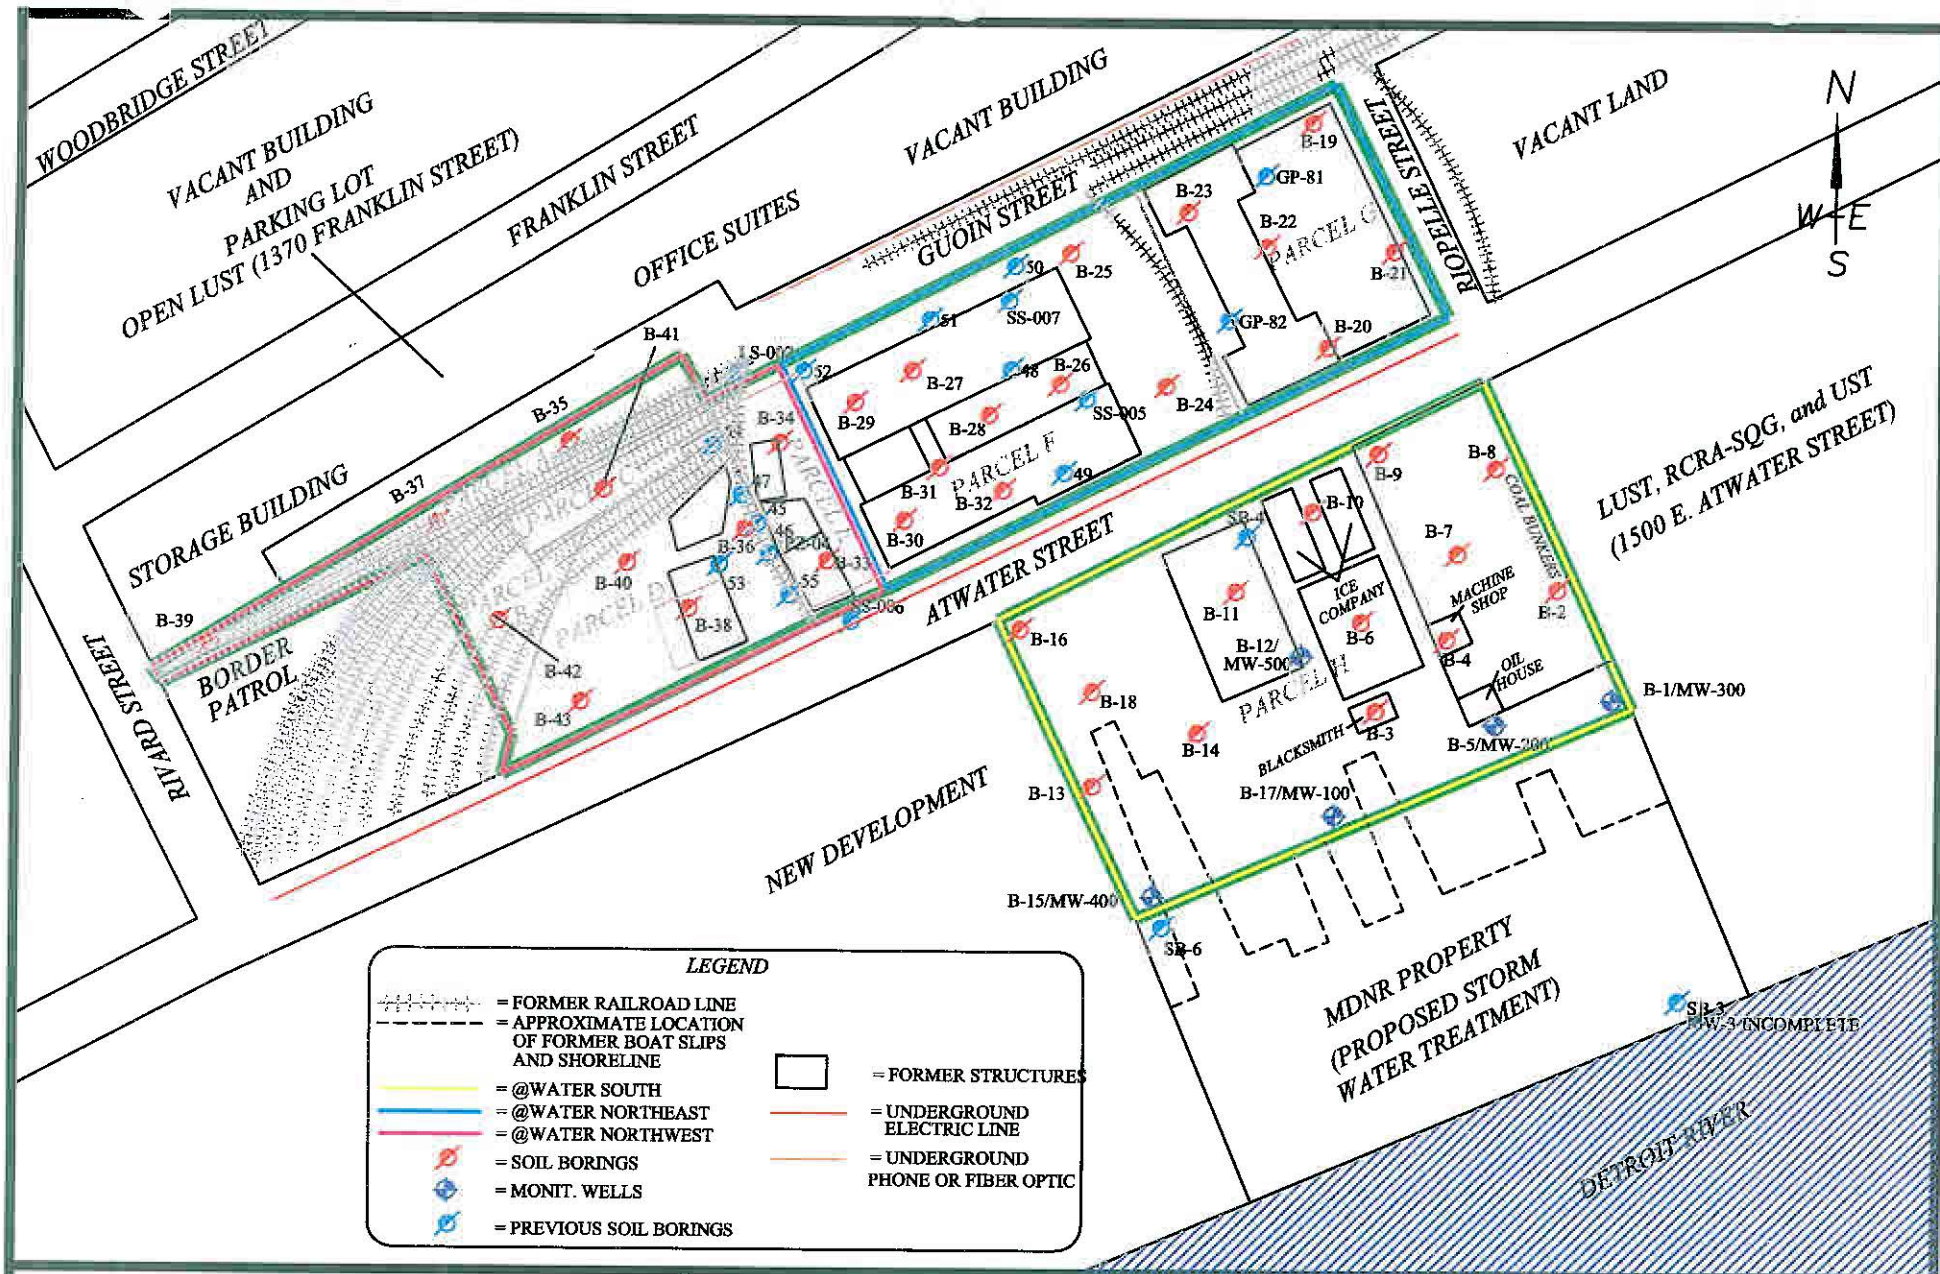 WOODBRIDGE STREET
VACANT BUILDING
AND
PARKING LOT
OPEN LUST (1370 FRANKLIN STREET)
FRANKLIN STREET
OFFICE SUITES
VACANT BUILDING
GUOIN STREET
RIOPELLE STREET
VACANT LAND
N
W E
S
B-19
GP-81
B-23
B-22
PARCEL G
B-21
GP-82
B-20
50
B-25
SS-007
51
52
B-27
48
B-26
B-29
B-28
SS-005
B-24
PARCEL F
B-31
B-32
49
B-30
B-41
B-35
B-34
B-37
STORAGE BUILDING
47
45
46
B-36
B-33
B-40
53
55
PARCEL D
B-38
B-39
BORDER
PATROL
B-42
B-43
RIVARD STREET
ATWATER STREET
LUST, RCRA-SQG, and UST
(1500 E. ATWATER STREET)
B-9
B-8
COAL BUNKERS
SB-4
B-10
B-7
ICE
COMPANY
MACHINE
SHOP
B-2
B-11
B-16
B-12/
MW-500
B-6
B-4
OIL
HOUSE
PARCEL H
B-1/MW-300
B-18
B-14
BLACKSMITH
B-3
B-5/MW-200
B-13
B-17/MW-100
NEW DEVELOPMENT
B-15/MW-400
SB-6
MDNR PROPERTY
(PROPOSED STORM
WATER TREATMENT)
SB-3
INCOMPLETE
DETROIT RIVER
LEGEND
= FORMER RAILROAD LINE
= APPROXIMATE LOCATION
OF FORMER BOAT SLIPS
AND SHORELINE
= @WATER SOUTH
= @WATER NORTHEAST
= @WATER NORTHWEST
= SOIL BORINGS
= MONIT. WELLS
= PREVIOUS SOIL BORINGS
= FORMER STRUCTURES
= UNDERGROUND
ELECTRIC LINE
= UNDERGROUND
PHONE OR FIBER OPTIC